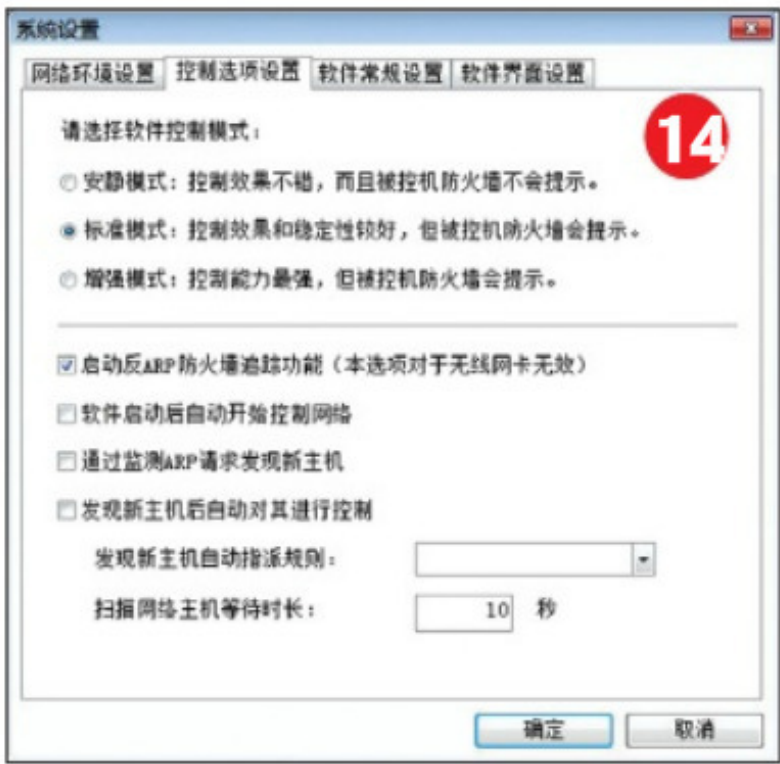 系统设置
网络环境设置 控制选项设置 软件常规设置 软件界面设置
14
请选择软件控制模式：
安静模式：控制效果不错，而且被控机防火墙不会提示。
标准模式：控制效果和稳定性较好，但被控机防火墙会提示。
增强模式：控制能力最强，但被控机防火墙会提示。
启动反ARP防火墙追踪功能（本选项对于无线网卡无效）
软件启动后自动开始控制网络
通过监测ARP请求发现新主机
发现新主机后自动对其进行控制
发现新主机自动指派规则：
扫描网络主机等待时长： 10 秒
确定 取消